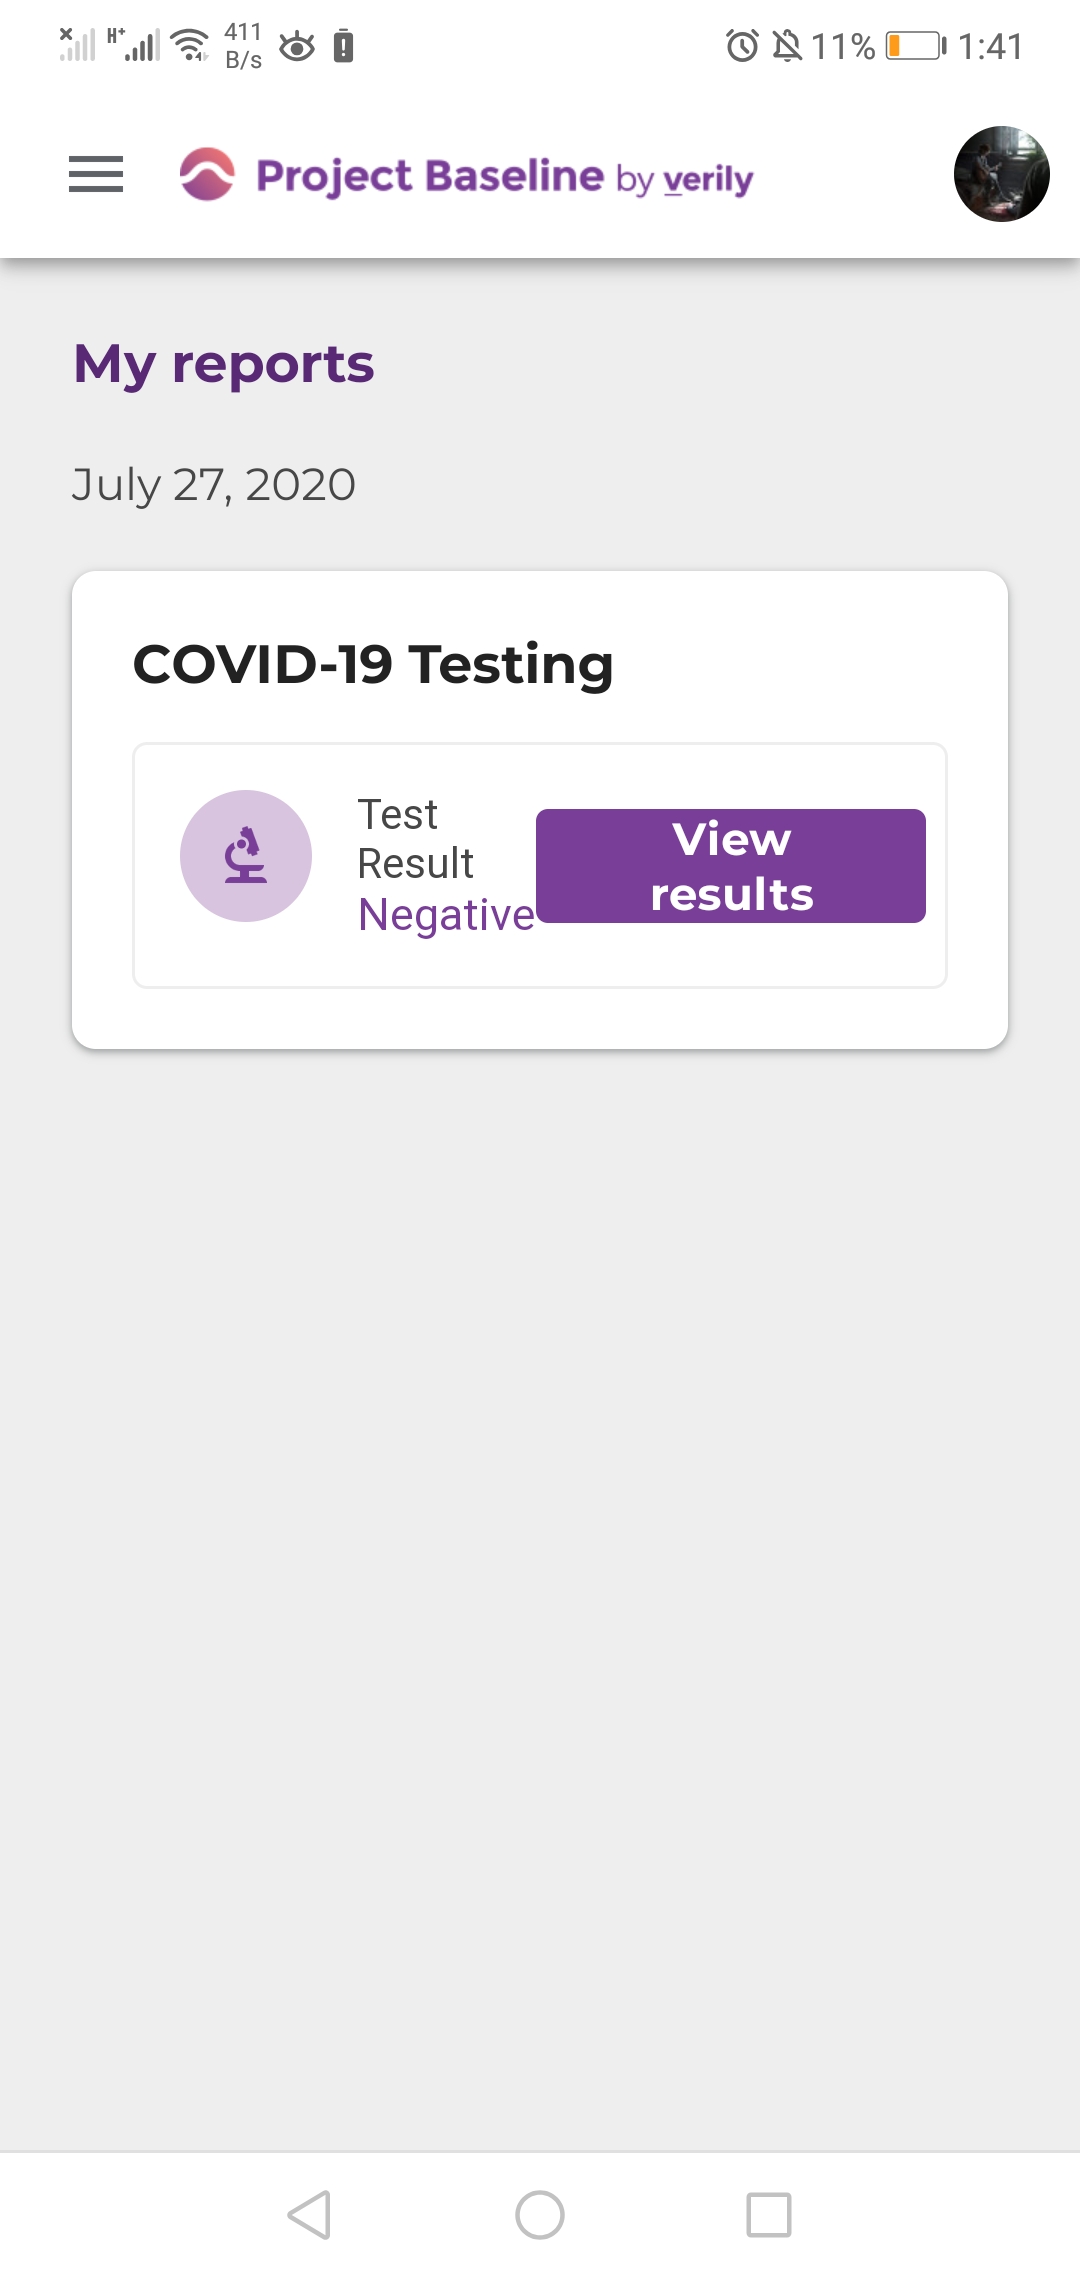 H+
411
B/s
11%
1:41
Project Baseline by verily
My reports
July 27, 2020
COVID-19 Testing
Test
Result
Negative
View
results